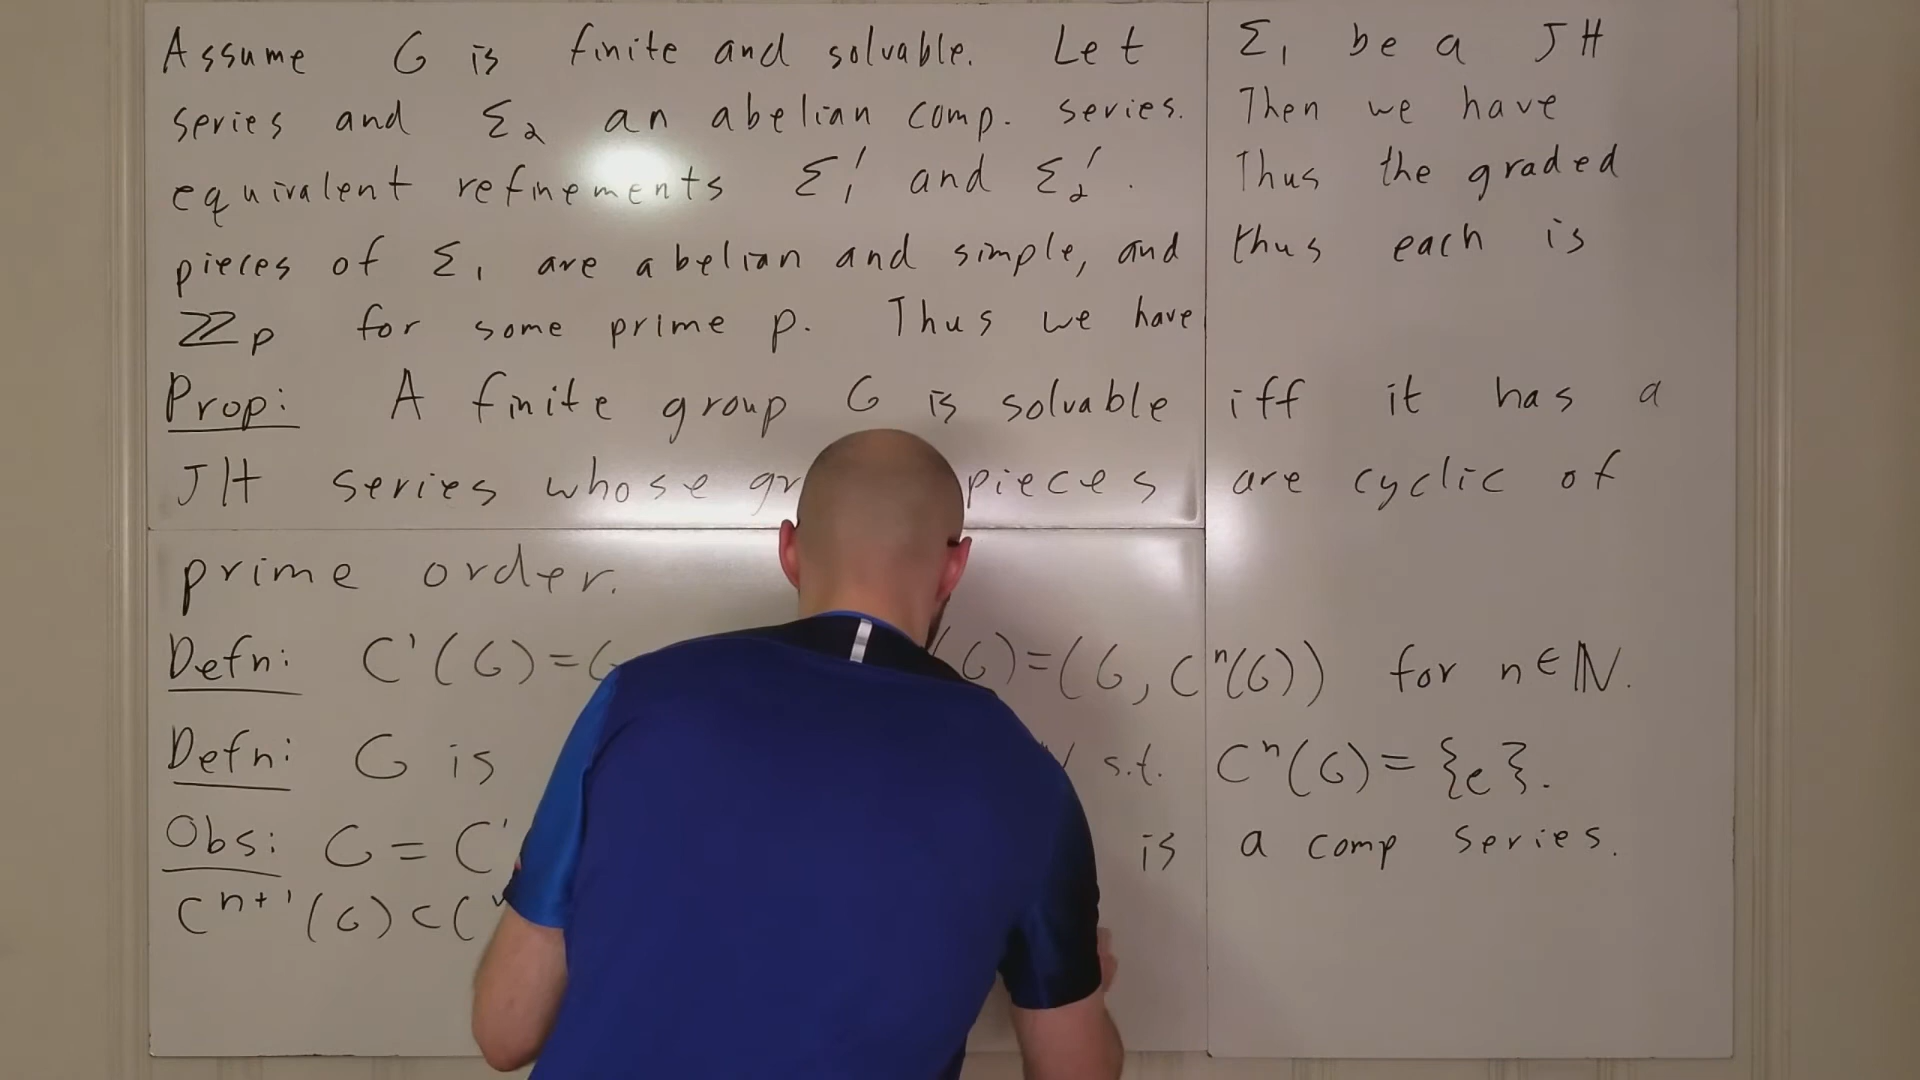 Assume G is finite and solvable. Let Σ₁ be a JH
series and Σ₂ an abelian comp. series. Then we have
equivalent refinements Σ₁' and Σ₂'. Thus the graded
pieces of Σ₁ are abelian and simple, and thus each is
ℤp for some prime p. Thus we have
Prop: A finite group G is solvable iff it has a
JH series whose pieces are cyclic of
prime order.
Defn: C¹(G)=G (G)=(G, Cⁿ(G)) for n∈ℕ.
Defn: G is s.t. Cⁿ(G)={e}.
Obs: G=C¹ is a comp series.
Cⁿ⁺¹(G)⊂C